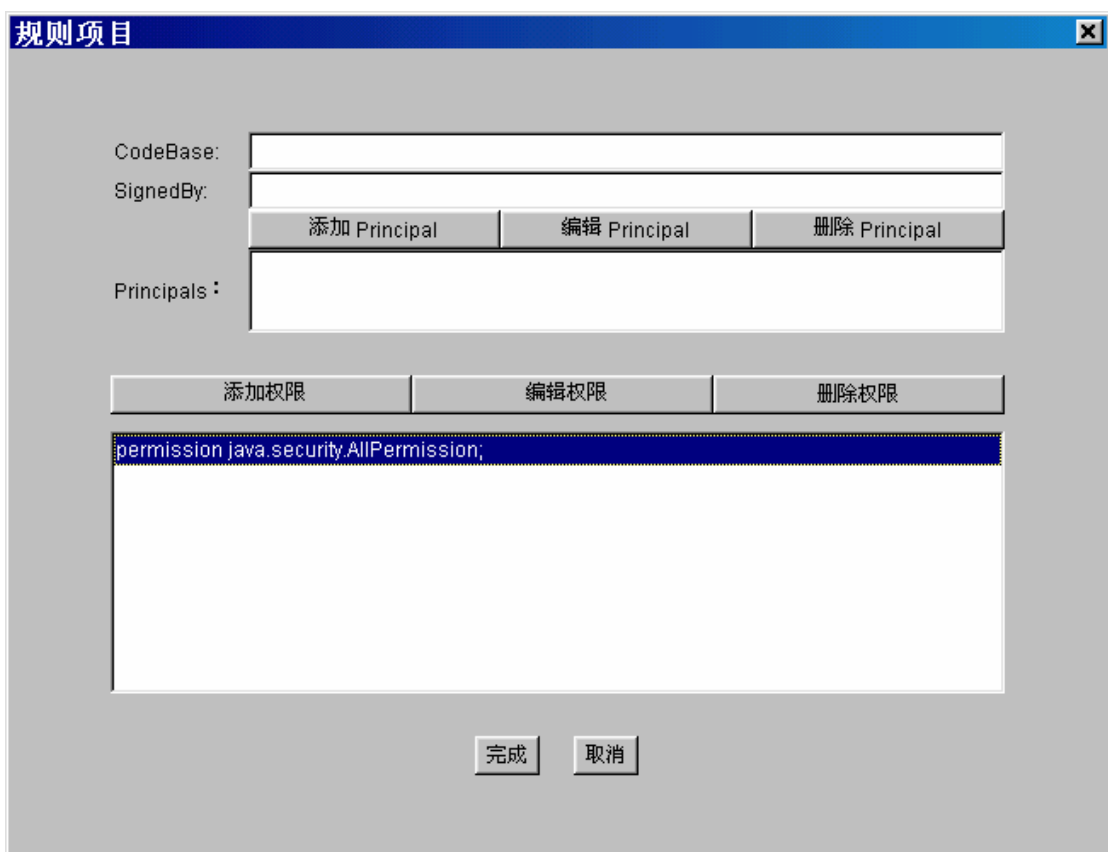 规则项目
CodeBase:
SignedBy:
添加 Principal 编辑 Principal 删除 Principal
Principals：
添加权限 编辑权限 删除权限
permission java.security.AllPermission;
完成 取消